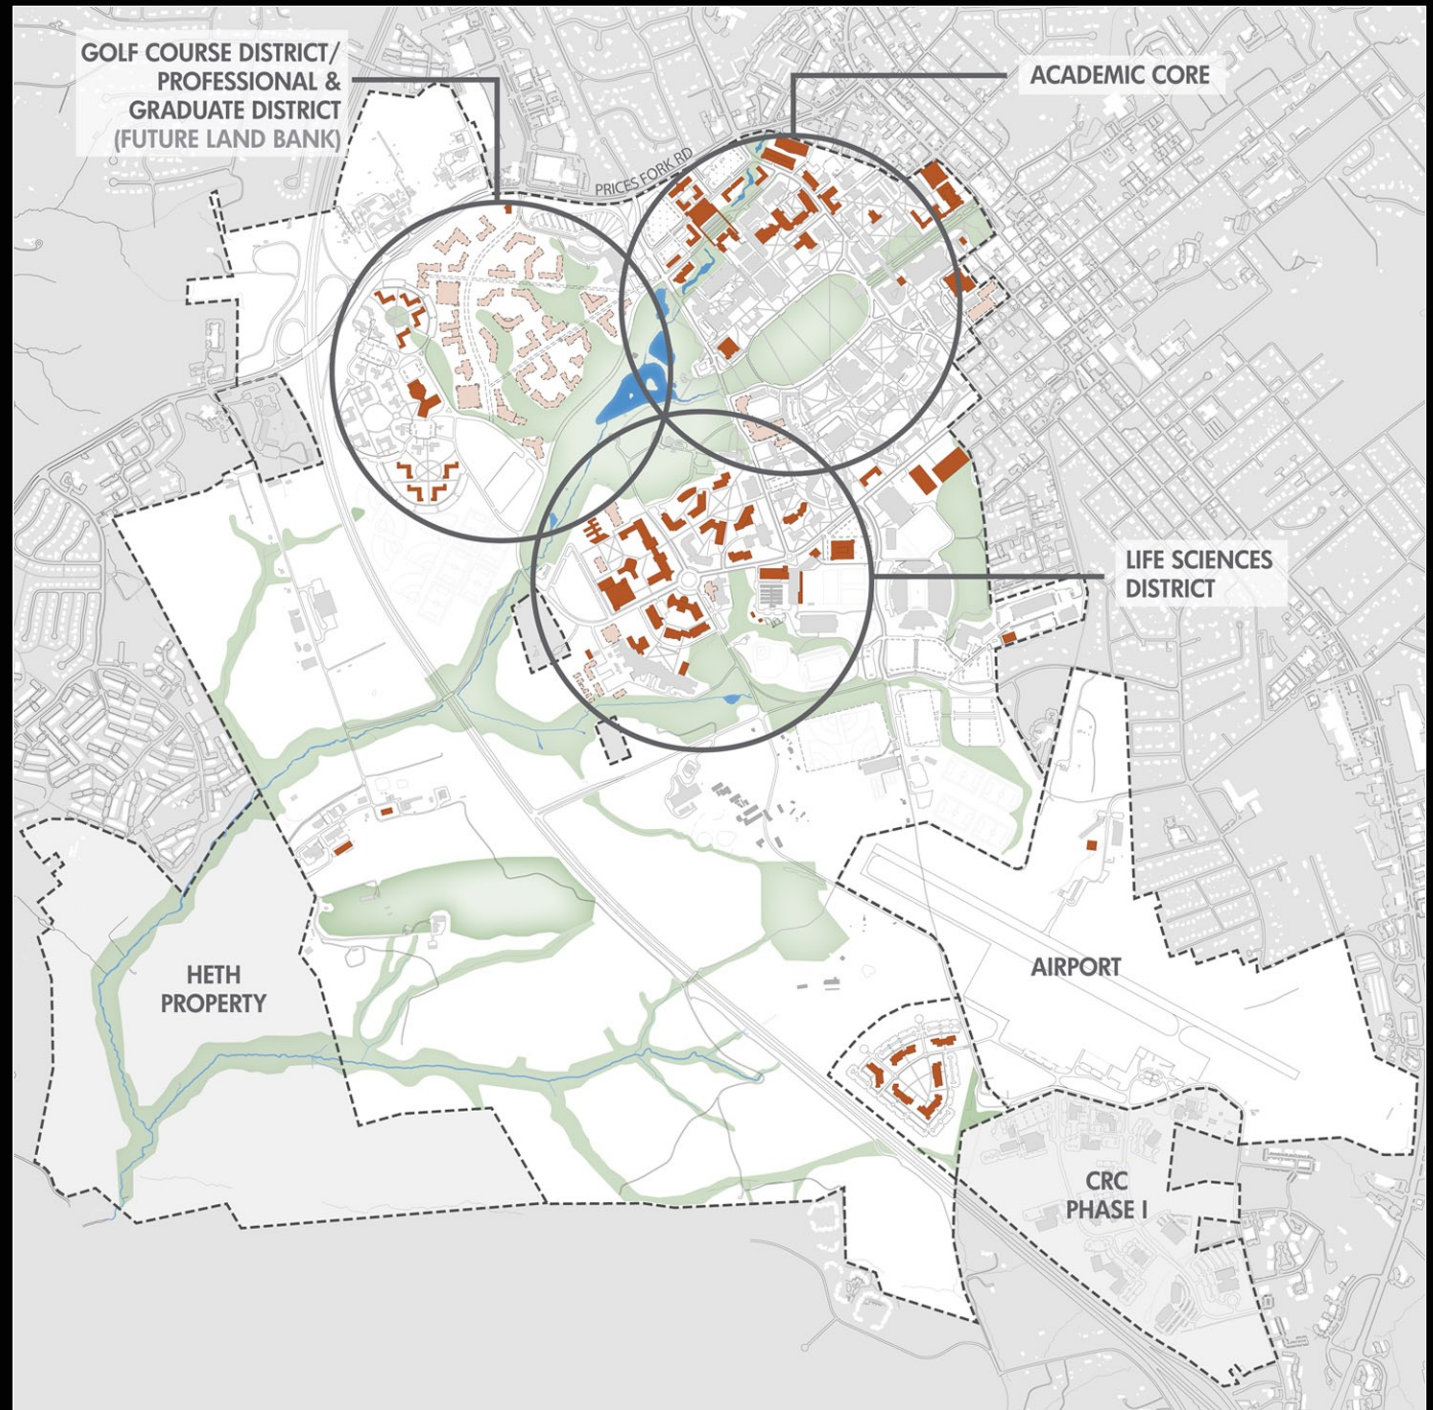 GOLF COURSE DISTRICT/
PROFESSIONAL &
GRADUATE DISTRICT
(FUTURE LAND BANK)
ACADEMIC CORE
PRICES FORK RD
LIFE SCIENCES
DISTRICT
HETH
PROPERTY
AIRPORT
CRC
PHASE I